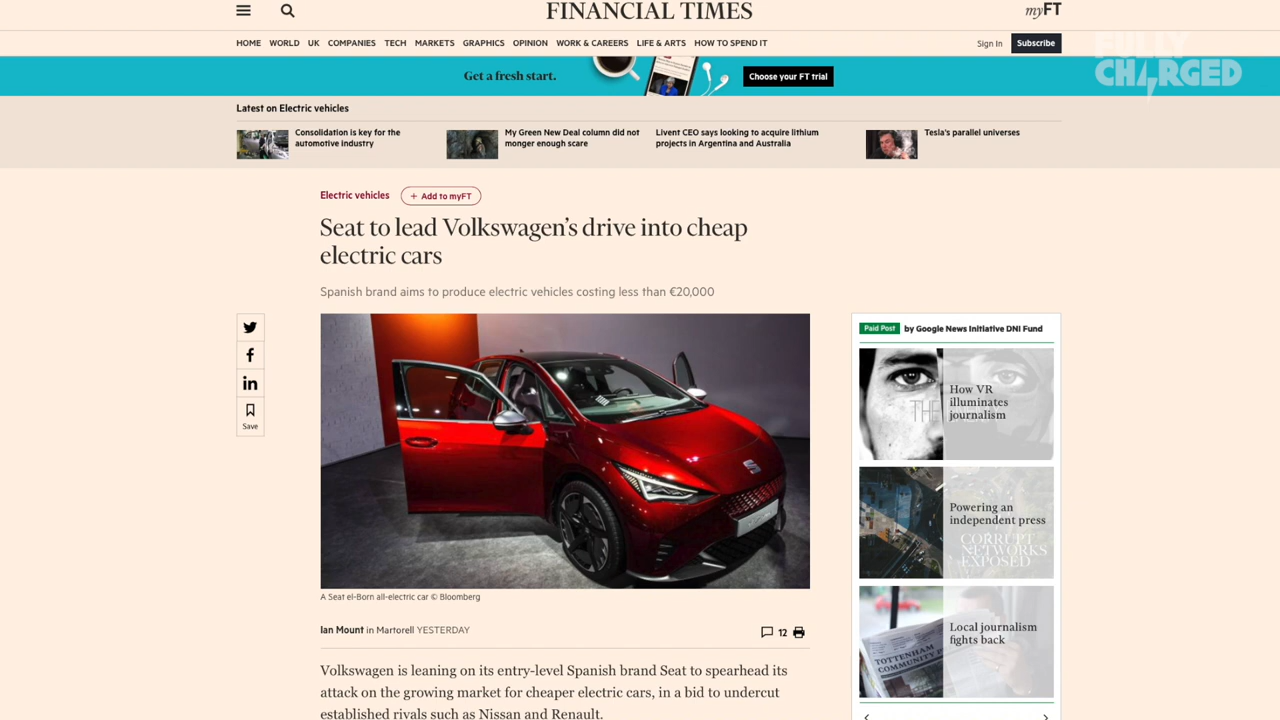 FINANCIAL TIMES
myFT
HOME WORLD UK COMPANIES TECH MARKETS GRAPHICS OPINION WORK & CAREERS LIFE & ARTS HOW TO SPEND IT
Sign In Subscribe
FULLY
CHARGED
Get a fresh start.
Choose your FT trial
Latest on Electric vehicles
Consolidation is key for the
automotive industry
My Green New Deal column did not
monger enough scare
Livent CEO says looking to acquire lithium
projects in Argentina and Australia
Tesla's parallel universes
Electric vehicles + Add to myFT
Seat to lead Volkswagen's drive into cheap
electric cars
Spanish brand aims to produce electric vehicles costing less than €20,000
Save
A Seat el-Born all-electric car © Bloomberg
Ian Mount in Martorell YESTERDAY
12
Volkswagen is leaning on its entry-level Spanish brand Seat to spearhead its
attack on the growing market for cheaper electric cars, in a bid to undercut
established rivals such as Nissan and Renault.
Paid Post by Google News Initiative DNI Fund
THE
How VR
illuminates
journalism
Powering an
independent press
CORRUPT
NETWORKS
EXPOSED
Local journalism
fights back
TOTTENHAM
COMMUNITY